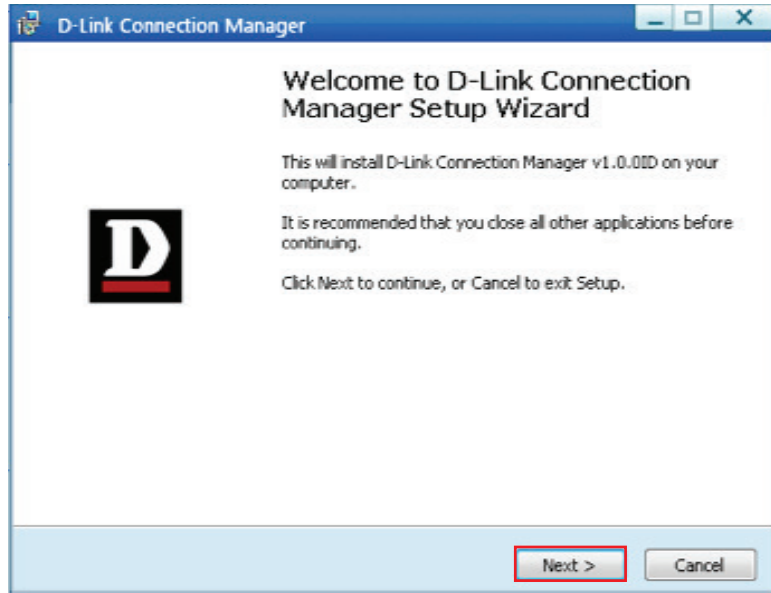 D-Link Connection Manager
Welcome to D-Link Connection
Manager Setup Wizard
This will install D-Link Connection Manager v1.0.0ID on your
computer.
It is recommended that you close all other applications before
continuing.
D
Click Next to continue, or Cancel to exit Setup.
Next >
Cancel